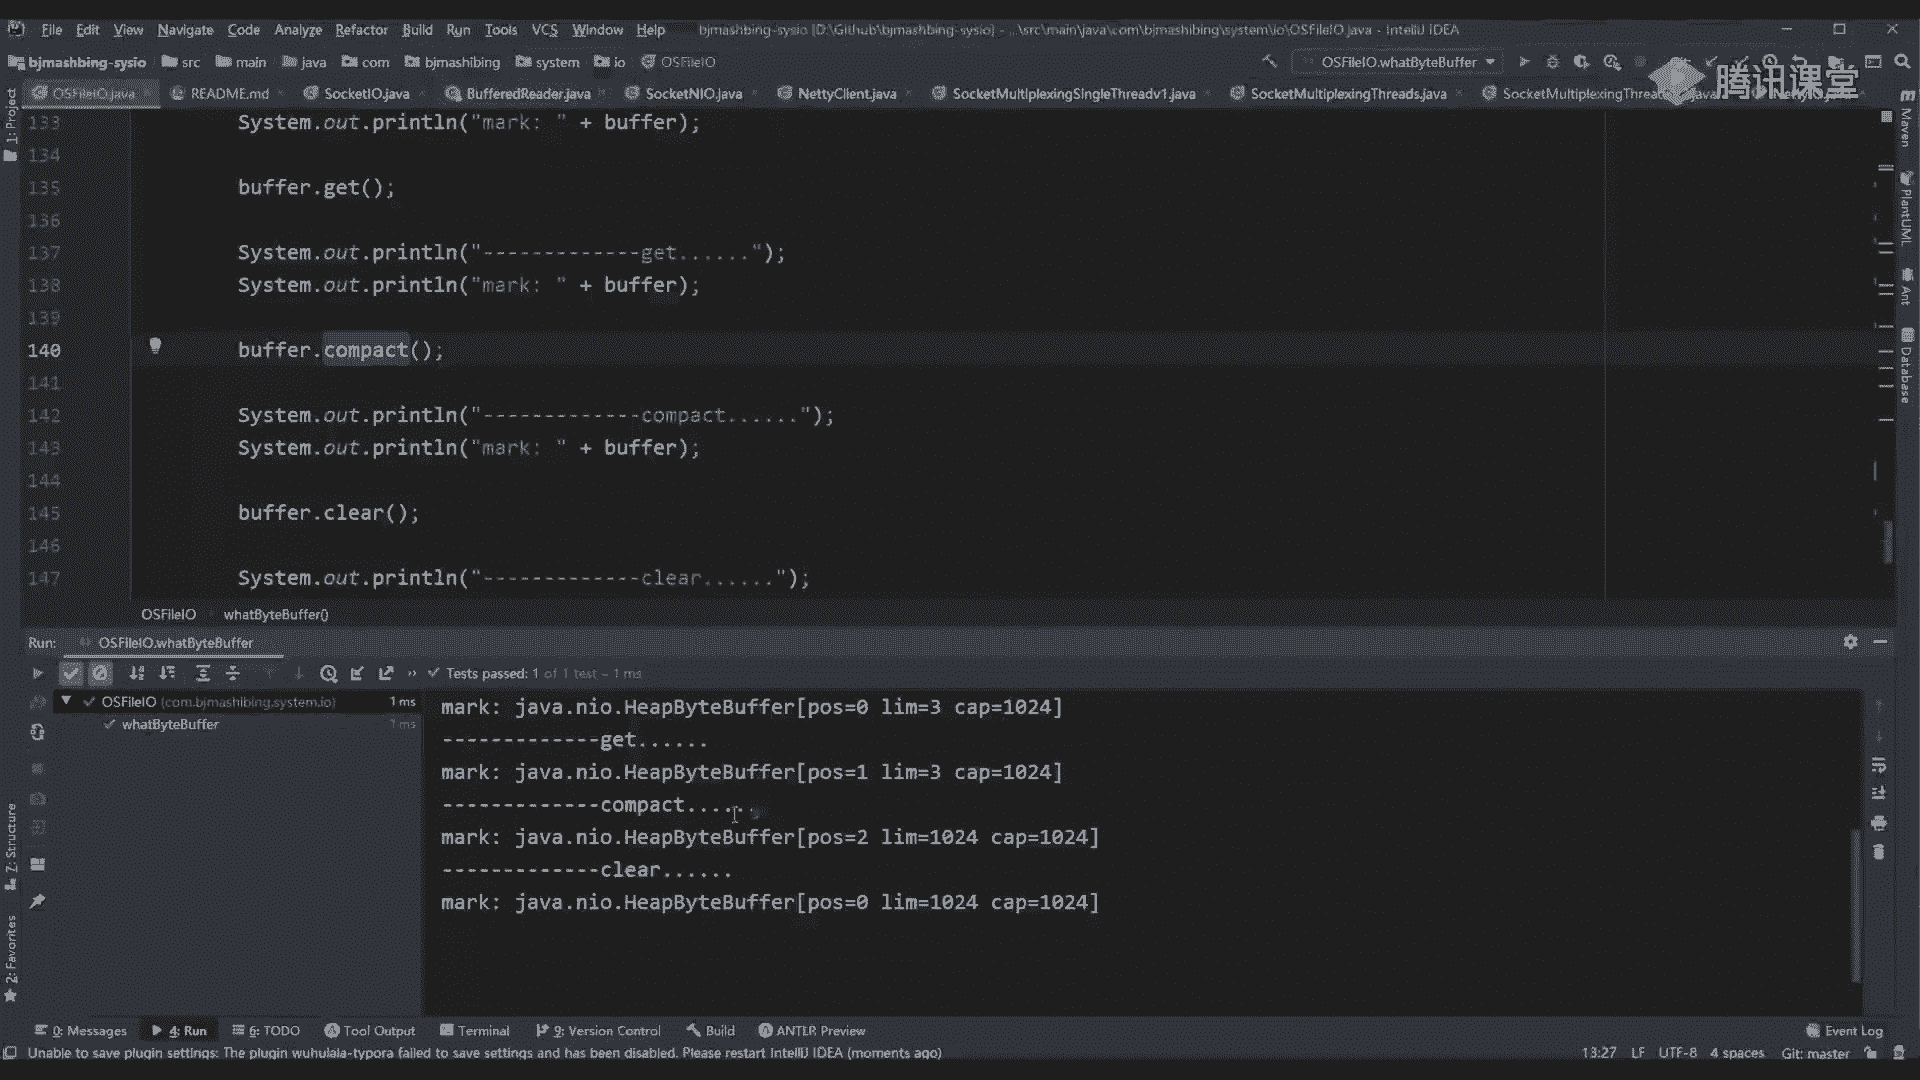 File Edit View Navigate Code Analyze Refactor Build Run Tools VCS Window Help bjmashbing-sysio [D:\Github\bjmashbing-sysio] - ...\src\main\java\com\bjmashibing\system\io\OSFileIO.java - IntelliJ IDEA
bjmashbing-sysio src main java com bjmashibing system io OSFileIO OSFileIO.whatByteBuffer
腾讯课堂
OSFileIO.java README.md SocketIO.java BufferedReader.java SocketNIO.java NettyClient.java SocketMultiplexingSingleThreadv1.java SocketMultiplexingThreads.java
133 System.out.println("mark: " + buffer);
134
135 buffer.get();
136
137 System.out.println("-------------get......");
138 System.out.println("mark: " + buffer);
139
140 buffer.compact();
141
142 System.out.println("-------------compact......");
143 System.out.println("mark: " + buffer);
144
145 buffer.clear();
146
147 System.out.println("-------------clear......");
OSFileIO whatByteBuffer()
Run: OSFileIO.whatByteBuffer
Tests passed: 1 of 1 test – 1 ms
OSFileIO (com.bjmashibing.system.io) 1 ms
whatByteBuffer 1 ms
mark: java.nio.HeapByteBuffer[pos=0 lim=3 cap=1024]
-------------get......
mark: java.nio.HeapByteBuffer[pos=1 lim=3 cap=1024]
-------------compact......
mark: java.nio.HeapByteBuffer[pos=2 lim=1024 cap=1024]
-------------clear......
mark: java.nio.HeapByteBuffer[pos=0 lim=1024 cap=1024]
1: Project
Z: Structure
2: Favorites
Maven
PlantUML
Ant
Database
0: Messages 4: Run 6: TODO Tool Output Terminal 9: Version Control Build ANTLR Preview Event Log
Unable to save plugin settings: The plugin wuhulala-typora failed to save settings and has been disabled. Please restart IntelliJ IDEA (moments ago) 13:27 LF UTF-8 4 spaces Git: master